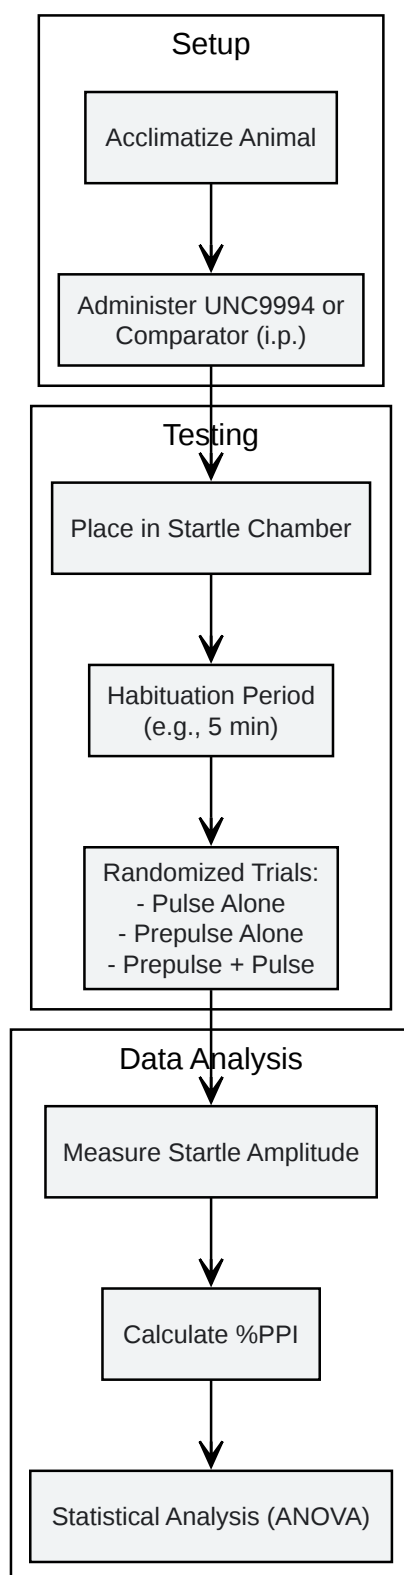 Setup
Acclimatize Animal
Administer UNC9994 or
Comparator (i.p.)
Testing
Place in Startle Chamber
Habituation Period
(e.g., 5 min)
Randomized Trials:
- Pulse Alone
- Prepulse Alone
- Prepulse + Pulse
Data Analysis
Measure Startle Amplitude
Calculate %PPI
Statistical Analysis (ANOVA)